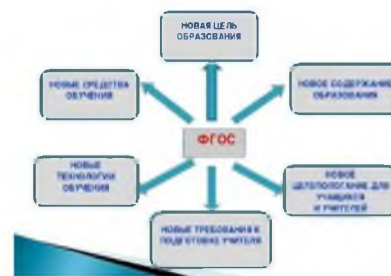 НОВАЯ ЦЕЛЬ
ОБРАЗОВАНИЯ
НОВЫЕ СРЕДСТВА
ОБУЧЕНИЯ
НОВОЕ СОДЕРЖАНИЕ
ОБРАЗОВАНИЯ
ФГОС
НОВЫЕ
ТЕХНОЛОГИИ
ОБУЧЕНИЯ
НОВОЕ
ЦЕЛЕПОЛОГАНИЕ ДЛЯ
УЧАЩИХСЯ
И УЧИТЕЛЕЙ
НОВЫЕ ТРЕБОВАНИЯ К
ПОДГОТОВКЕ УЧИТЕЛЯ